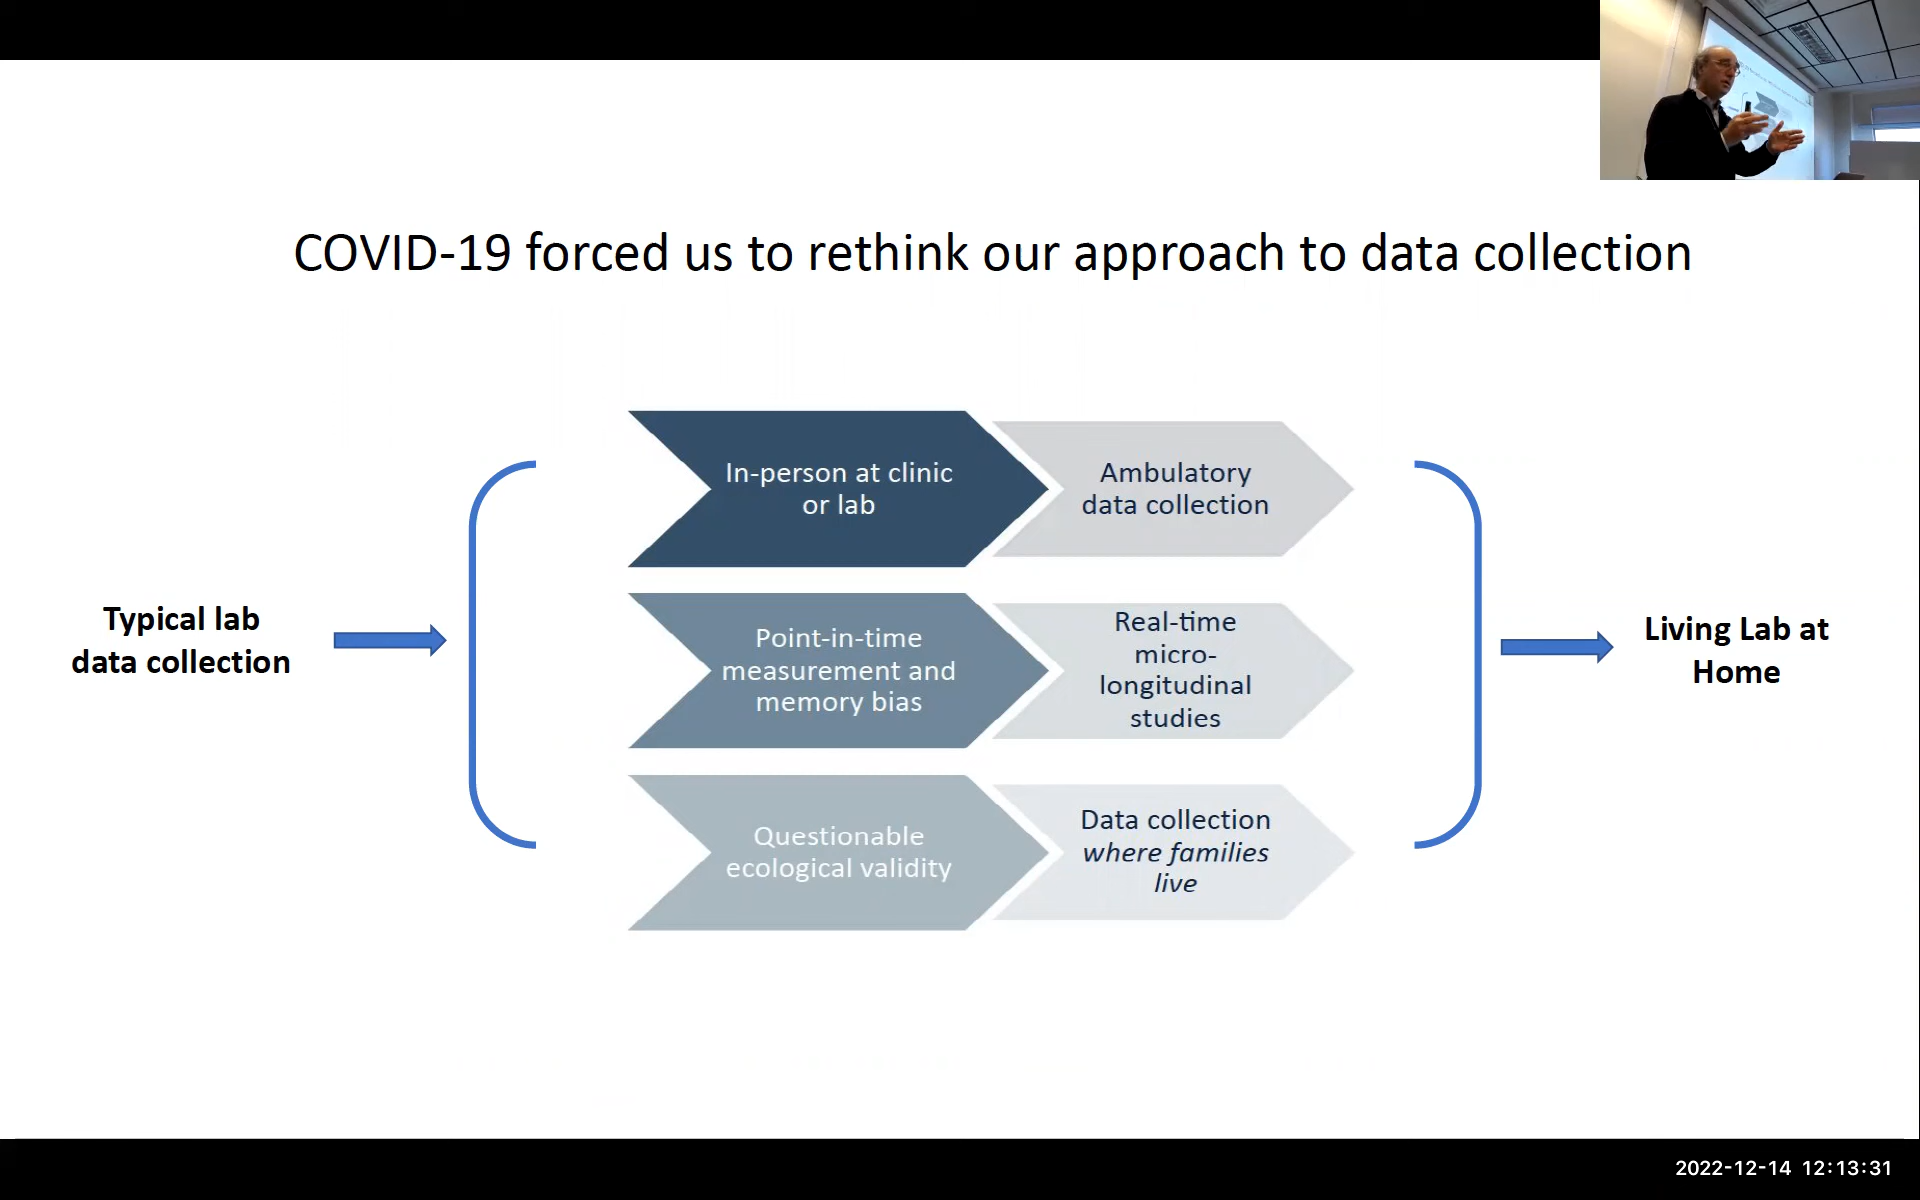 COVID-19 forced us to rethink our approach to data collection
Typical lab
data collection
In-person at clinic
or lab
Ambulatory
data collection
Point-in-time
measurement and
memory bias
Real-time
micro-
longitudinal
studies
Questionable
ecological validity
Data collection
where families
live
Living Lab at
Home
2022-12-14 12:13:31